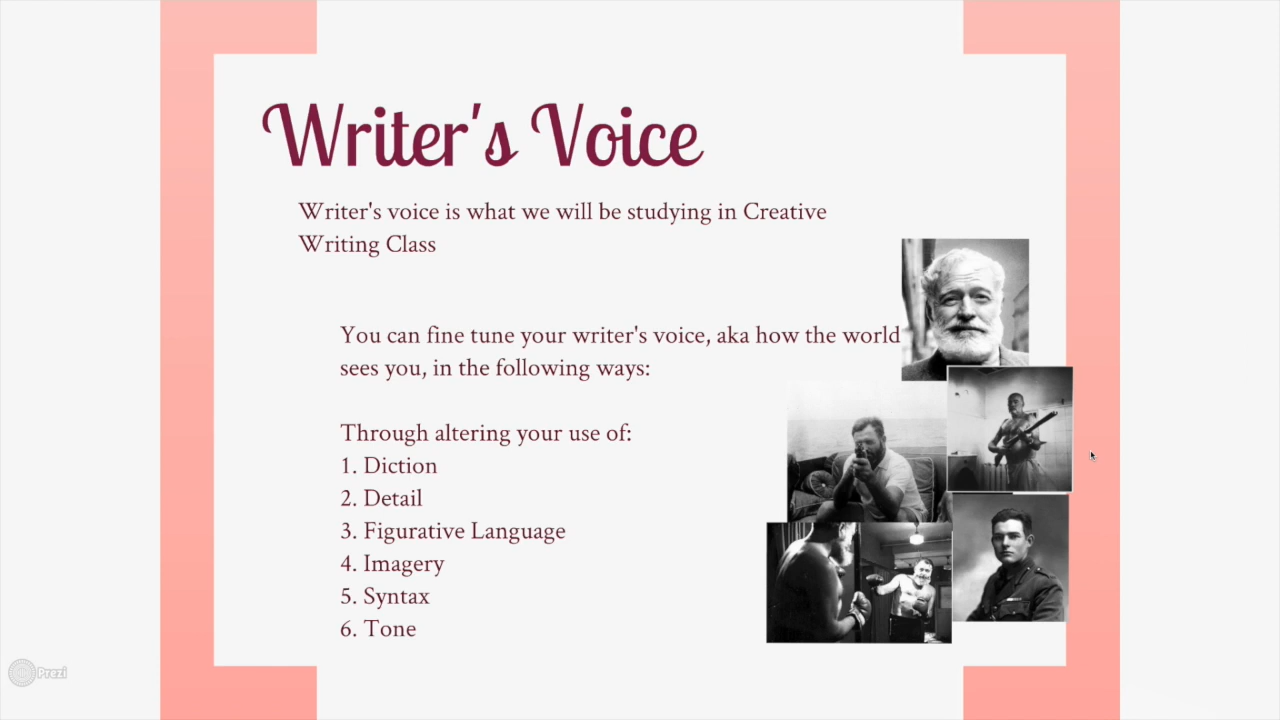 Writer's Voice
Writer's voice is what we will be studying in Creative
Writing Class
You can fine tune your writer's voice, aka how the world
sees you, in the following ways:
Through altering your use of:
1. Diction
2. Detail
3. Figurative Language
4. Imagery
5. Syntax
6. Tone
Prezi